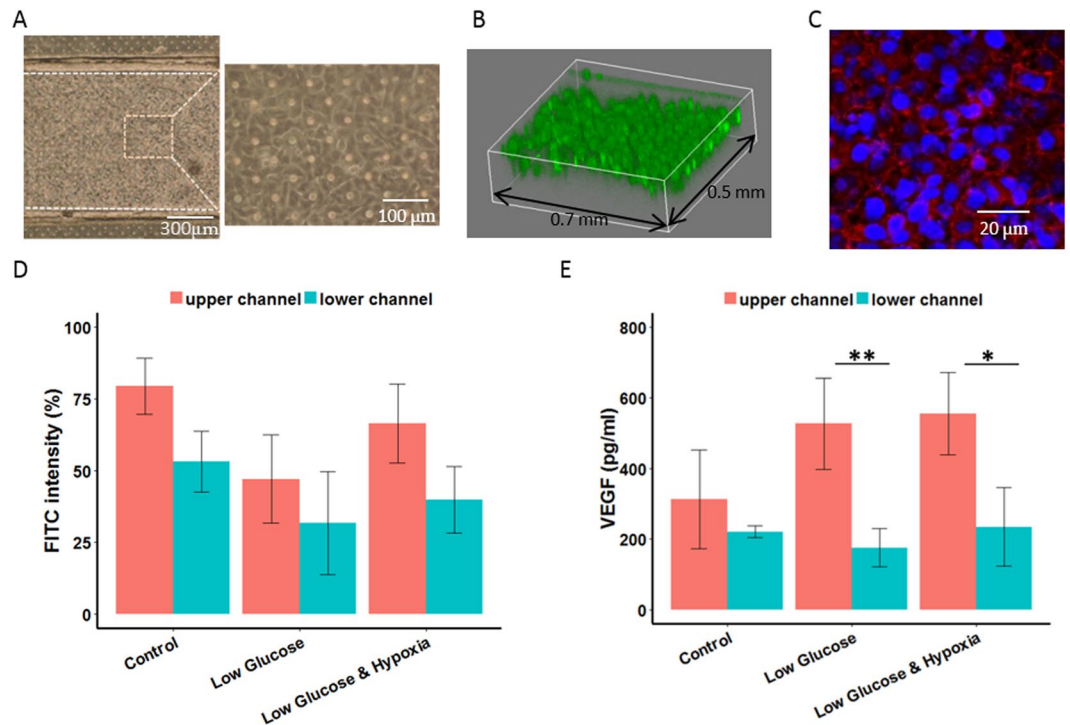 A
B
C
300μm
100 μm
0.7 mm
0.5 mm
20 μm
D
upper channel lower channel
FITC intensity (%)
100
75
50
25
0
Control
Low Glucose
Low Glucose & Hypoxia
E
upper channel lower channel
VEGF (pg/ml)
800
600
400
200
0
** 
*
Control
Low Glucose
Low Glucose & Hypoxia